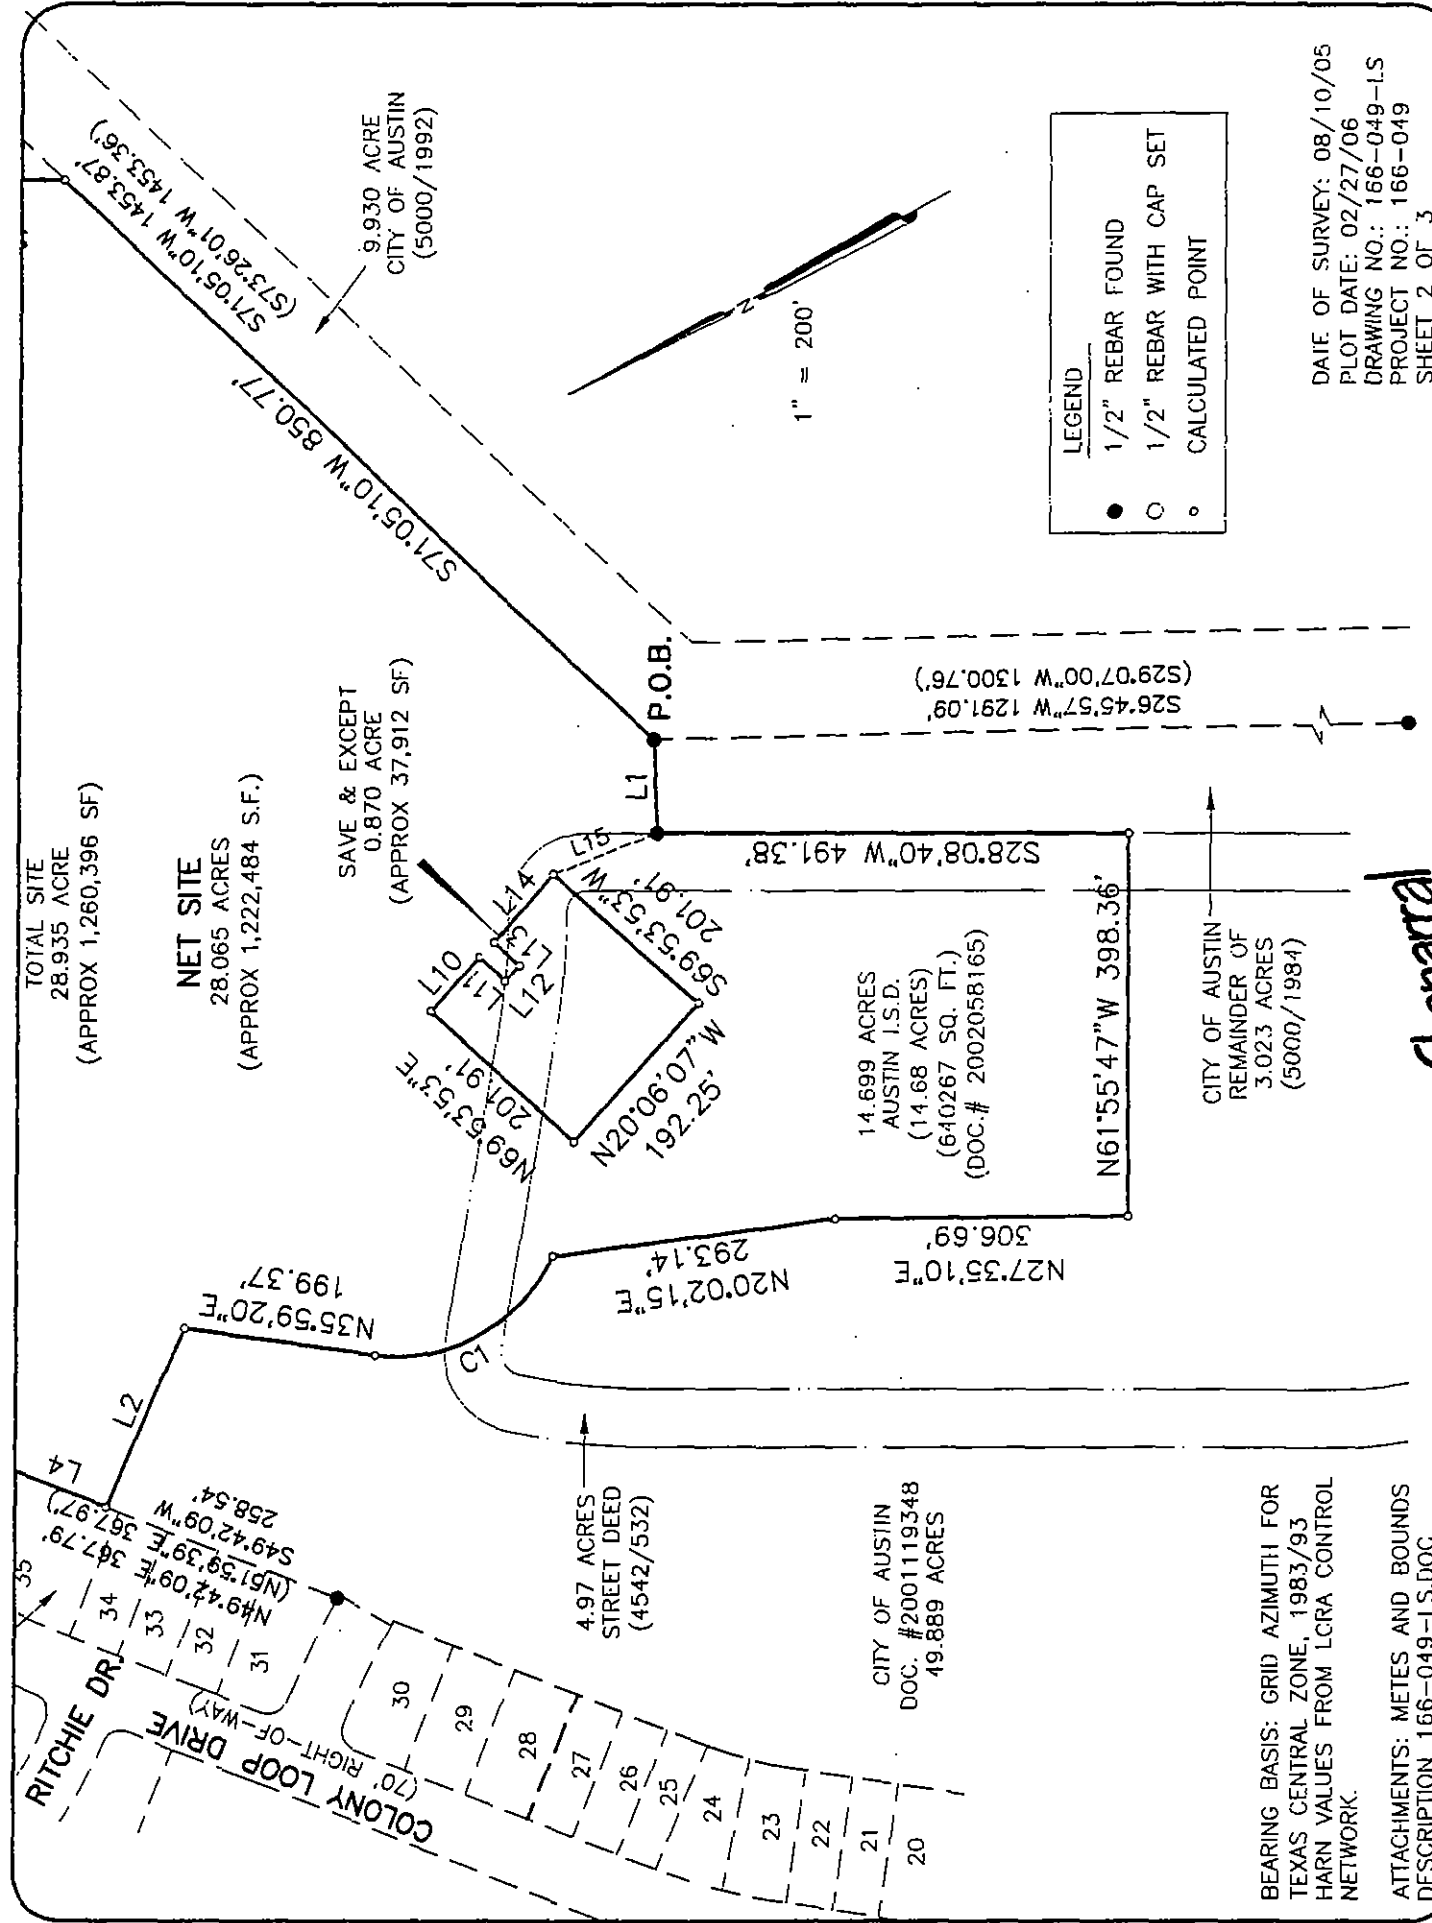 TOTAL SITE
28.935 ACRE
(APPROX 1,260,396 SF)
NET SITE
28.065 ACRES
(APPROX 1,222,484 S.F.)
SAVE & EXCEPT
0.870 ACRE
(APPROX 37,912 SF)
9.930 ACRE
CITY OF AUSTIN
(5000/1992)
S71°05'10"W 1453.87'
(S73°26'01"W 1453.36')
S71°05'10"W 850.77'
P.O.B.
L1
L15
L14
L13
L12
L11
L10
S69°53'53"W
201.91'
N69°53'53"E
201.91'
N20°06'07"W
192.25'
S28°08'40"W 491.38'
S26°45'57"W 1291.09'
(S29°07'00"W 1300.76')
N61°55'47"W 398.36'
14.699 ACRES
AUSTIN I.S.D.
(14.68 ACRES)
(640267 SQ. FT.)
(DOC.# 2002058165)
CITY OF AUSTIN
REMAINDER OF
3.023 ACRES
(5000/1984)
N27°35'10"E
306.69'
N20°02'15"E
293.14'
C1
N35°59'20"E
199.37'
L2
L4
S49°42'09"W
258.54'
(N51°59'39"E 367.97')
N49°42'09"E 367.79'
RITCHIE DR.
COLONY LOOP DRIVE
(70' RIGHT-OF-WAY)
35
34
33
32
31
30
29
28
27
26
25
24
23
22
21
20
4.97 ACRES
STREET DEED
(4542/532)
CITY OF AUSTIN
DOC. #2001119348
49.889 ACRES
N
1" = 200'
LEGEND
1/2" REBAR FOUND
1/2" REBAR WITH CAP SET
CALCULATED POINT
DATE OF SURVEY: 08/10/05
PLOT DATE: 02/27/06
DRAWING NO.: 166-049-LS
PROJECT NO.: 166-049
SHEET 2 OF 3
BEARING BASIS: GRID AZIMUTH FOR
TEXAS CENTRAL ZONE, 1983/93
HARN VALUES FROM LCRA CONTROL
NETWORK.
ATTACHMENTS: METES AND BOUNDS
DESCRIPTION 166-049-LS.DOC